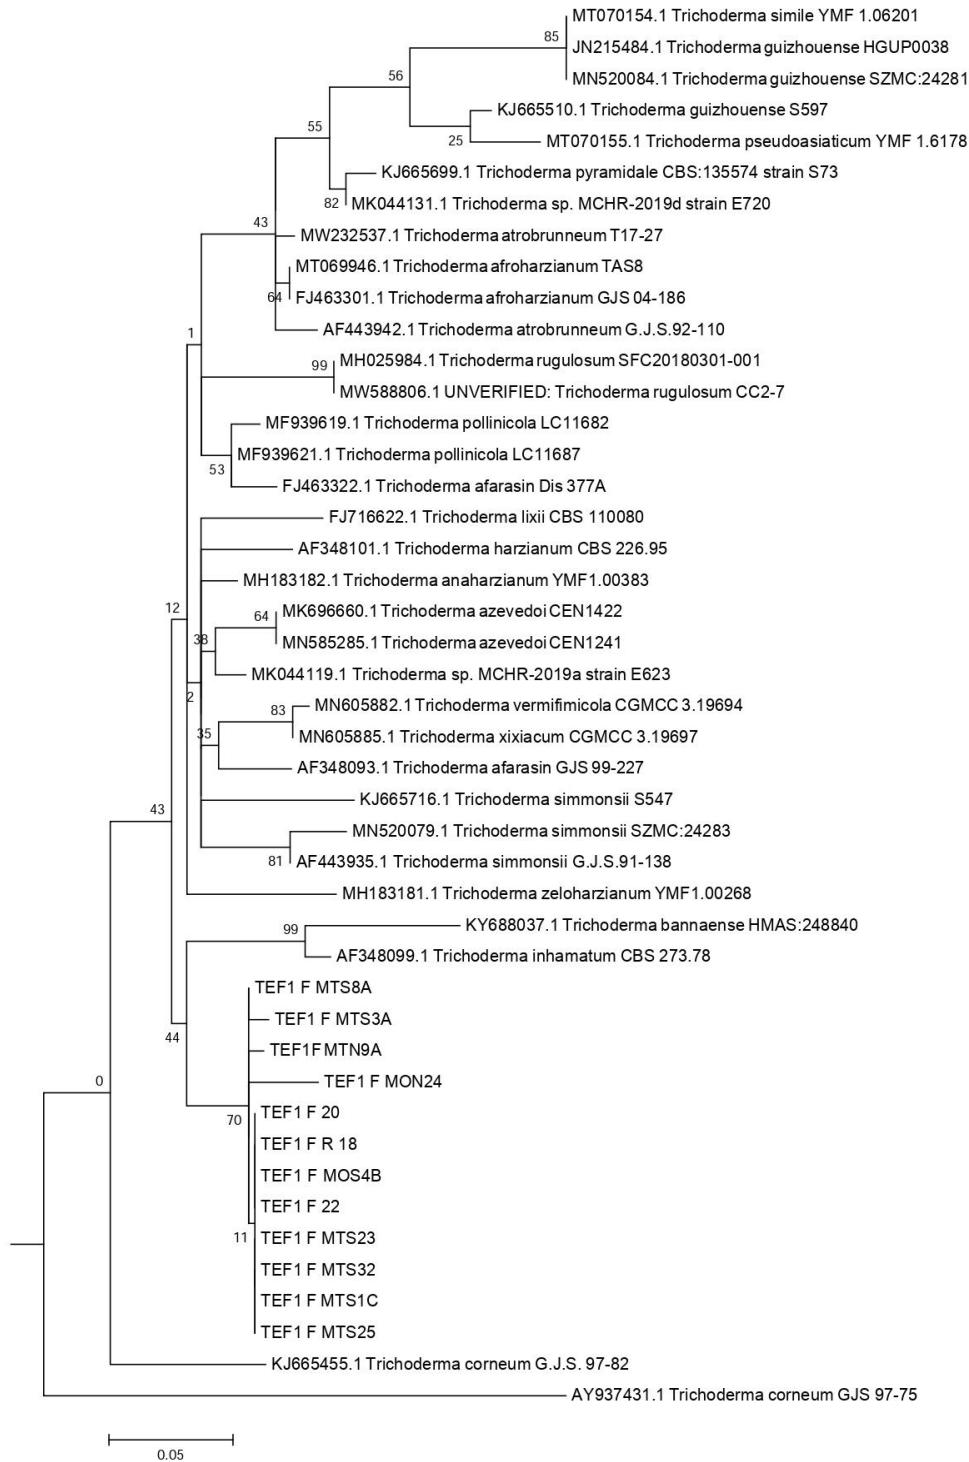 MT070154.1 Trichoderma simile YMF 1.06201
85
JN215484.1 Trichoderma guizhouense HGUP0038
56
MN520084.1 Trichoderma guizhouense SZMC:24281
KJ665510.1 Trichoderma guizhouense S597
55
25
MT070155.1 Trichoderma pseudoasiaticum YMF 1.6178
KJ665699.1 Trichoderma pyramidale CBS:135574 strain S73
82
MK044131.1 Trichoderma sp. MCHR-2019d strain E720
43
MW232537.1 Trichoderma atrobrunneum T17-27
MT069946.1 Trichoderma afroharzianum TAS8
64
FJ463301.1 Trichoderma afroharzianum GJS 04-186
1
AF443942.1 Trichoderma atrobrunneum G.J.S.92-110
MH025984.1 Trichoderma rugulosum SFC20180301-001
99
MW588806.1 UNVERIFIED: Trichoderma rugulosum CC2-7
MF939619.1 Trichoderma pollinicola LC11682
MF939621.1 Trichoderma pollinicola LC11687
53
FJ463322.1 Trichoderma afarasin Dis 377A
FJ716622.1 Trichoderma lixii CBS 110080
AF348101.1 Trichoderma harzianum CBS 226.95
MH183182.1 Trichoderma anaharzianum YMF1.00383
12
64
MK696660.1 Trichoderma azevedoi CEN1422
38
MN585285.1 Trichoderma azevedoi CEN1241
MK044119.1 Trichoderma sp. MCHR-2019a strain E623
2
83
MN605882.1 Trichoderma vermifimicola CGMCC 3.19694
35
MN605885.1 Trichoderma xixiacum CGMCC 3.19697
AF348093.1 Trichoderma afarasin GJS 99-227
43
KJ665716.1 Trichoderma simmonsii S547
MN520079.1 Trichoderma simmonsii SZMC:24283
81
AF443935.1 Trichoderma simmonsii G.J.S.91-138
MH183181.1 Trichoderma zeloharzianum YMF1.00268
99
KY688037.1 Trichoderma bannaense HMAS:248840
AF348099.1 Trichoderma inhamatum CBS 273.78
TEF1 F MTS8A
TEF1 F MTS3A
44
TEF1FMTN9A
0
TEF1 F MON24
70
TEF1 F 20
TEF1 F R 18
TEF1 F MOS4B
TEF1 F 22
11
TEF1 F MTS23
TEF1 F MTS32
TEF1 F MTS1C
TEF1 F MTS25
KJ665455.1 Trichoderma corneum G.J.S. 97-82
AY937431.1 Trichoderma corneum GJS 97-75
0.05